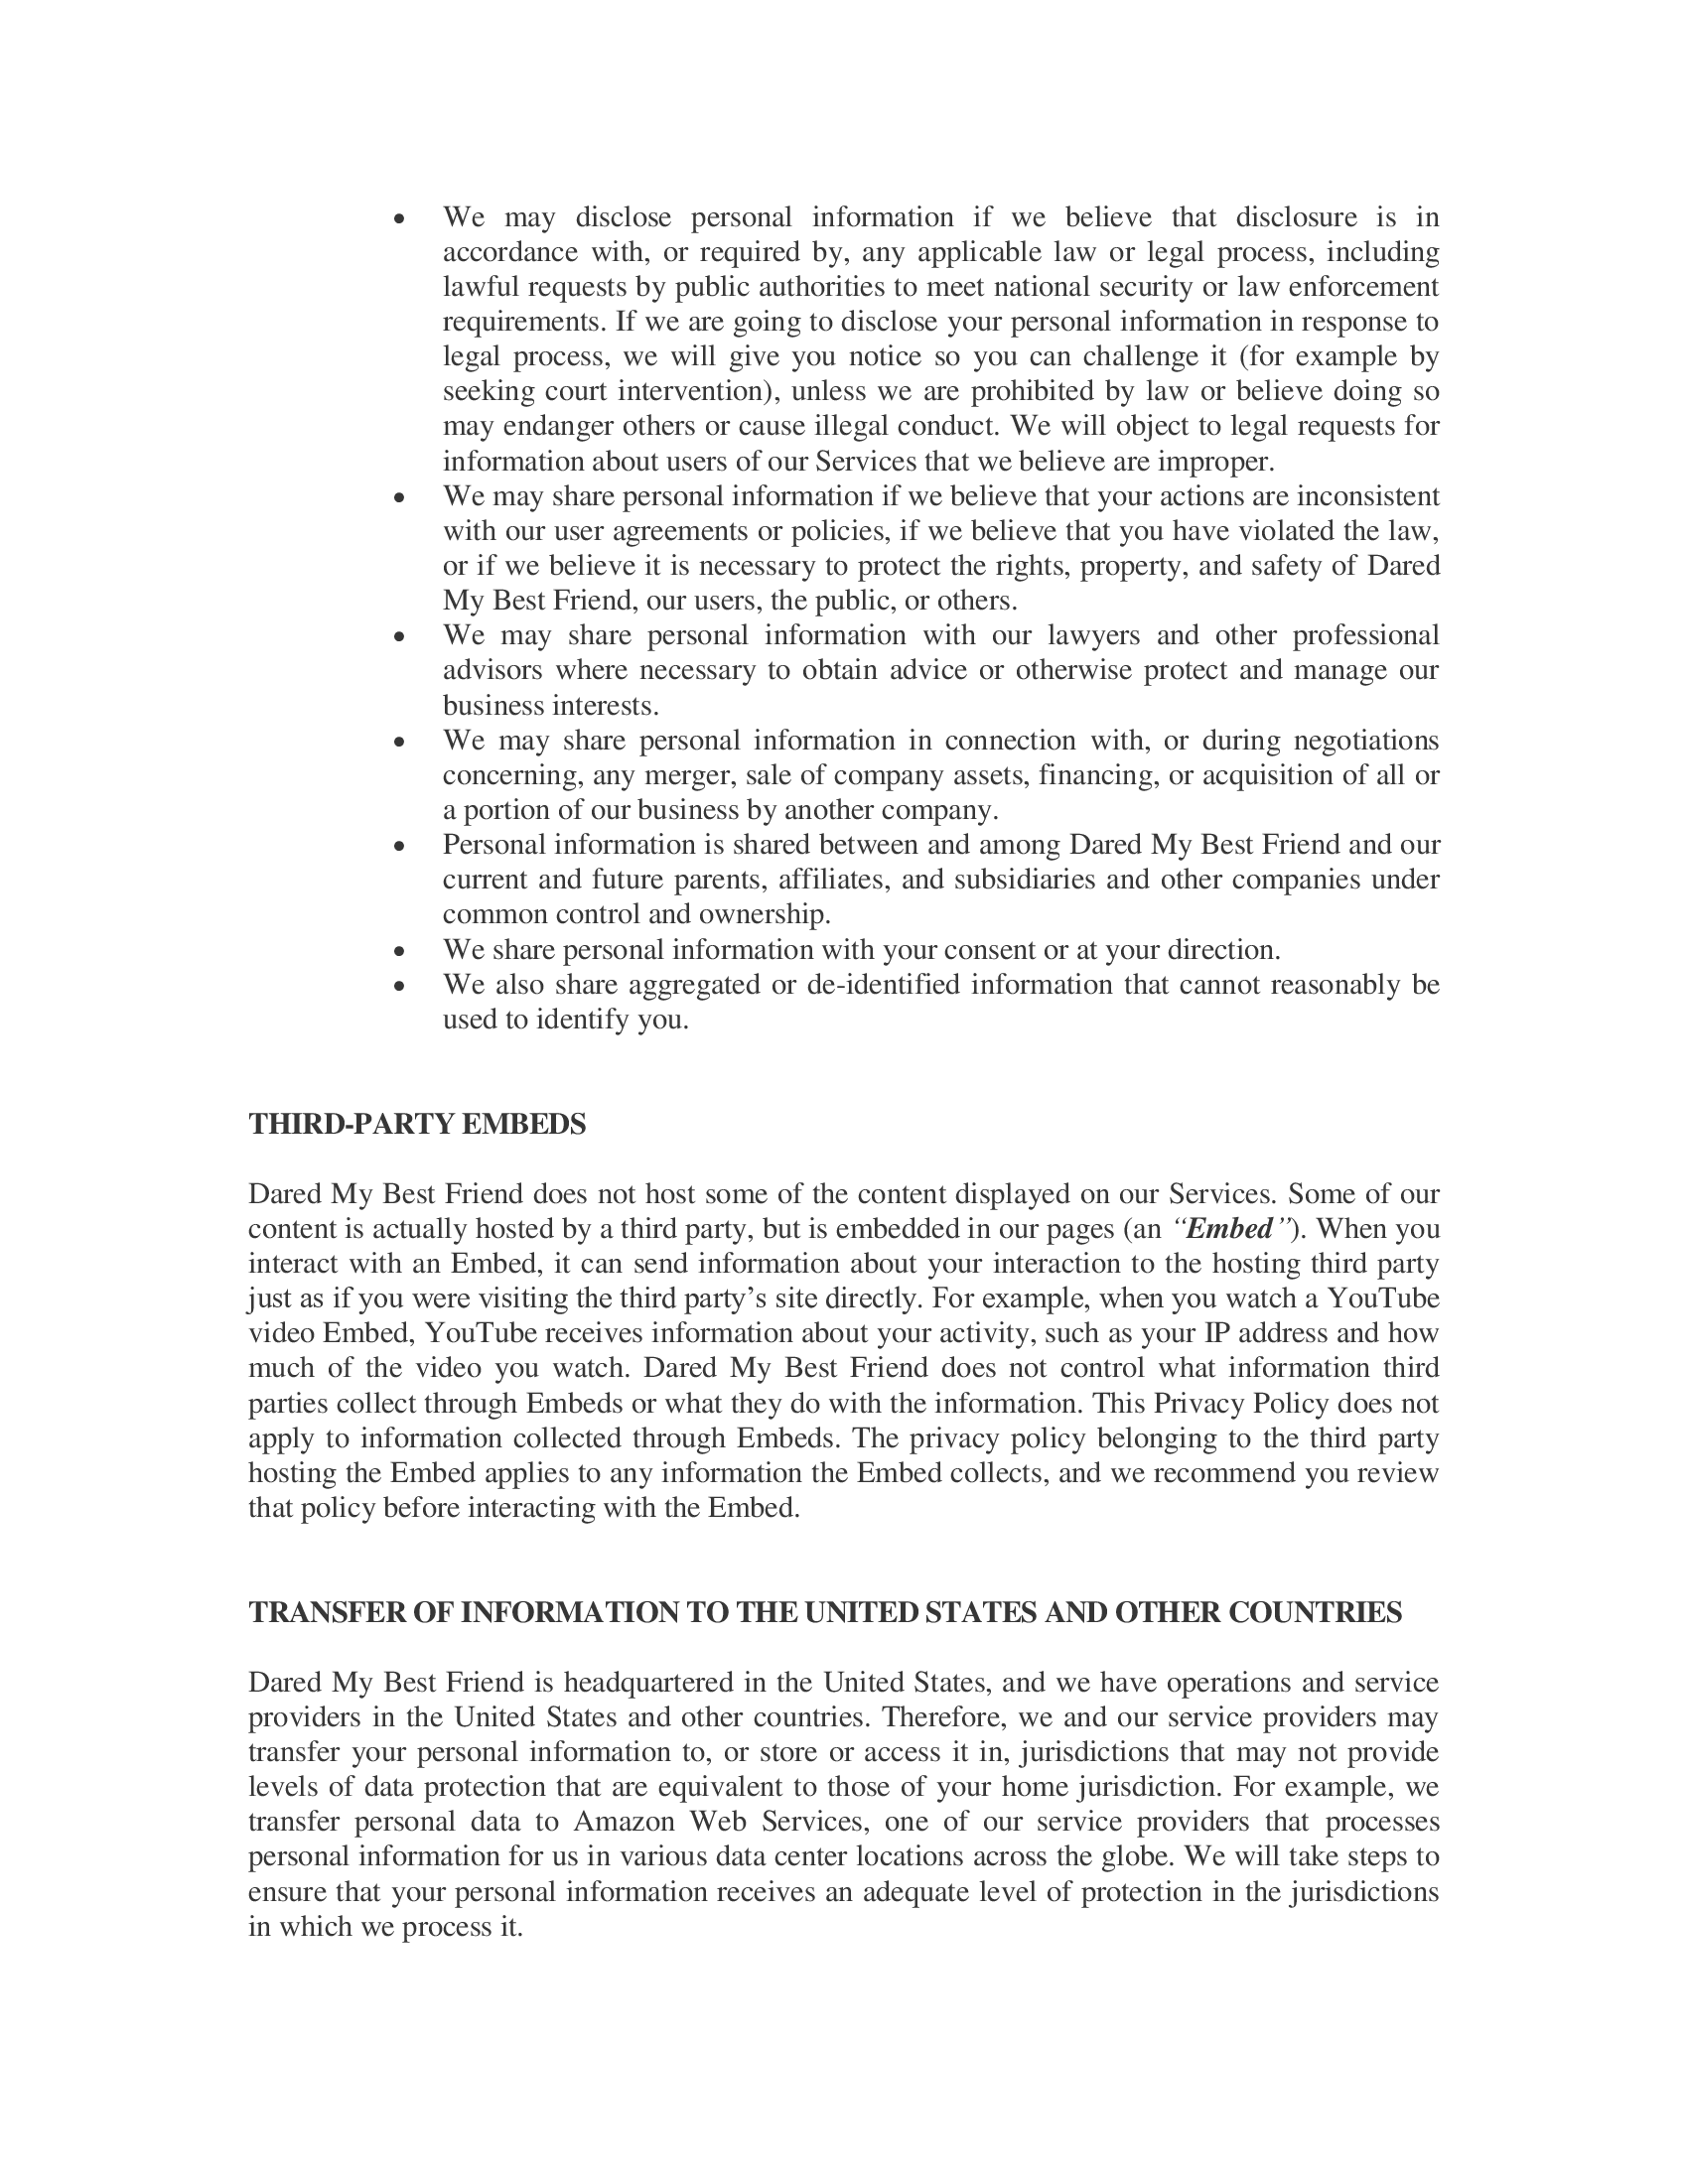 • We may disclose personal information if we believe that disclosure is in
accordance with, or required by, any applicable law or legal process, including
lawful requests by public authorities to meet national security or law enforcement
requirements. If we are going to disclose your personal information in response to
legal process, we will give you notice so you can challenge it (for example by
seeking court intervention), unless we are prohibited by law or believe doing so
may endanger others or cause illegal conduct. We will object to legal requests for
information about users of our Services that we believe are improper.
• We may share personal information if we believe that your actions are inconsistent
with our user agreements or policies, if we believe that you have violated the law,
or if we believe it is necessary to protect the rights, property, and safety of Dared
My Best Friend, our users, the public, or others.
• We may share personal information with our lawyers and other professional
advisors where necessary to obtain advice or otherwise protect and manage our
business interests.
• We may share personal information in connection with, or during negotiations
concerning, any merger, sale of company assets, financing, or acquisition of all or
a portion of our business by another company.
• Personal information is shared between and among Dared My Best Friend and our
current and future parents, affiliates, and subsidiaries and other companies under
common control and ownership.
• We share personal information with your consent or at your direction.
• We also share aggregated or de-identified information that cannot reasonably be
used to identify you.
THIRD-PARTY EMBEDS
Dared My Best Friend does not host some of the content displayed on our Services. Some of our
content is actually hosted by a third party, but is embedded in our pages (an “Embed”). When you
interact with an Embed, it can send information about your interaction to the hosting third party
just as if you were visiting the third party’s site directly. For example, when you watch a YouTube
video Embed, YouTube receives information about your activity, such as your IP address and how
much of the video you watch. Dared My Best Friend does not control what information third
parties collect through Embeds or what they do with the information. This Privacy Policy does not
apply to information collected through Embeds. The privacy policy belonging to the third party
hosting the Embed applies to any information the Embed collects, and we recommend you review
that policy before interacting with the Embed.
TRANSFER OF INFORMATION TO THE UNITED STATES AND OTHER COUNTRIES
Dared My Best Friend is headquartered in the United States, and we have operations and service
providers in the United States and other countries. Therefore, we and our service providers may
transfer your personal information to, or store or access it in, jurisdictions that may not provide
levels of data protection that are equivalent to those of your home jurisdiction. For example, we
transfer personal data to Amazon Web Services, one of our service providers that processes
personal information for us in various data center locations across the globe. We will take steps to
ensure that your personal information receives an adequate level of protection in the jurisdictions
in which we process it.